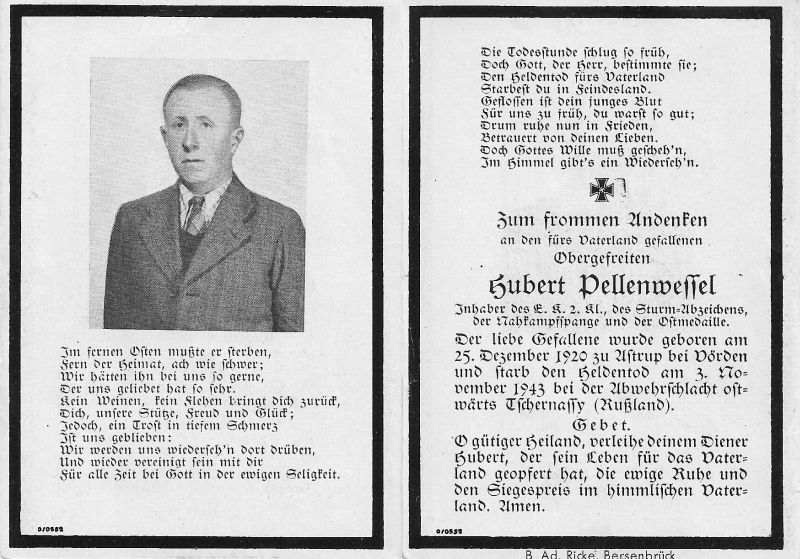 Im fernen Osten mußte er sterben,
Fern der Heimat, ach wie schwer;
Wir hätten ihn bei uns so gerne,
Der uns geliebet hat so sehr.
Kein Weinen, kein Flehen bringt dich zurück,
Dich, unsere Stütze, Freud und Glück;
Jedoch, ein Trost in tiefem Schmerz
Ist uns geblieben:
Wir werden uns wiederseh'n dort drüben,
Und wieder vereinigt sein mit dir
Für alle Zeit bei Gott in der ewigen Seligkeit.
0/0552
Die Todesstunde schlug so früh,
Doch Gott, der Herr, bestimmte sie;
Den Heldentod fürs Vaterland
Starbest du in Feindesland.
Geflossen ist dein junges Blut
Für uns zu früh, du warst so gut;
Drum ruhe nun in Frieden,
Betrauert von deinen Lieben.
Doch Gottes Wille muß gescheh'n,
Im Himmel gibt's ein Wiederseh'n.
Zum frommen Andenken
an den fürs Vaterland gefallenen
Obergefreiten
Hubert Pellenwessel
Inhaber des E. K. 2. Kl., des Sturm-Abzeichens,
der Nahkampfspange und der Ostmedaille.
Der liebe Gefallene wurde geboren am
25. Dezember 1920 zu Astrup bei Vörden
und starb den Heldentod am 3. No-
vember 1943 bei der Abwehrschlacht ost-
wärts Tschernassy (Rußland).
Gebet.
O gütiger Heiland, verleihe deinem Diener
Hubert, der sein Leben für das Vater-
land geopfert hat, die ewige Ruhe und
den Siegespreis im himmlischen Vater-
land. Amen.
0/0552
B. Ad. Ricke, Bersenbrück